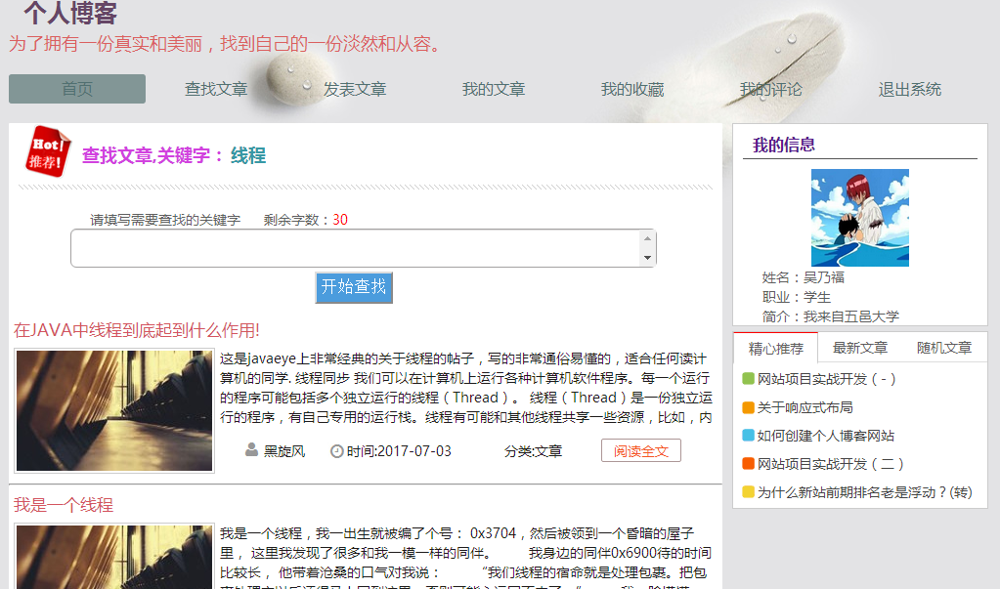 个人博客
为了拥有一份真实和美丽，找到自己的一份淡然和从容。
首页 查找文章 发表文章 我的文章 我的收藏 我的评论 退出系统
Hot!
推荐!
查找文章,关键字： 线程
请填写需要查找的关键字 剩余字数：30
开始查找
在JAVA中线程到底起到什么作用!
这是javaeye上非常经典的关于线程的帖子，写的非常通俗易懂的，适合任何读计
算机的同学. 线程同步 我们可以在计算机上运行各种计算机软件程序。每一个运行
的程序可能包括多个独立运行的线程（Thread）。 线程（Thread）是一份独立运
行的程序，有自己专用的运行栈。线程有可能和其他线程共享一些资源，比如，内
黑旋风 时间:2017-07-03 分类:文章 阅读全文
我是一个线程
我是一个线程，我一出生就被编了个号： 0x3704，然后被领到一个昏暗的屋子
里， 这里我发现了很多和我一模一样的同伴。 我身边的同伴0x6900待的时间
比较长， 他带着沧桑的口气对我说： “我们线程的宿命就是处理包裹。把包
我的信息
姓名：吴乃福
职业：学生
简介：我来自五邑大学
精心推荐 最新文章 随机文章
网站项目实战开发（-）
关于响应式布局
如何创建个人博客网站
网站项目实战开发（二）
为什么新站前期排名老是浮动？(转)